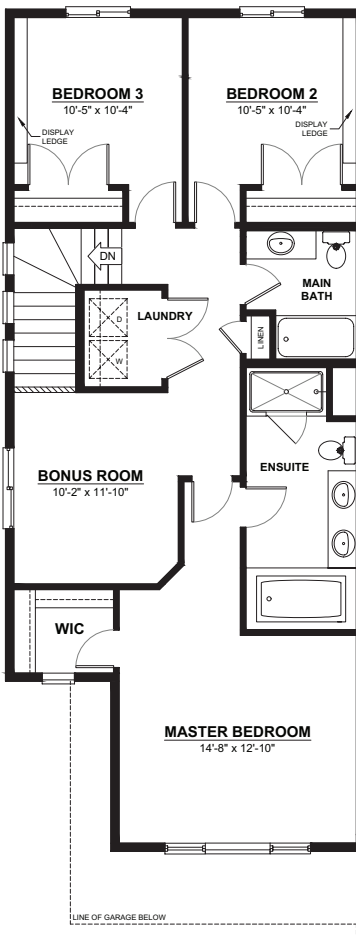 BEDROOM 3
10'-5" x 10'-4"
BEDROOM 2
10'-5" x 10'-4"
DISPLAY
LEDGE
DISPLAY
LEDGE
DN
MAIN
BATH
LAUNDRY
D
W
LINEN
ENSUITE
BONUS ROOM
10'-2" x 11'-10"
WIC
MASTER BEDROOM
14'-8" x 12'-10"
LINE OF GARAGE BELOW